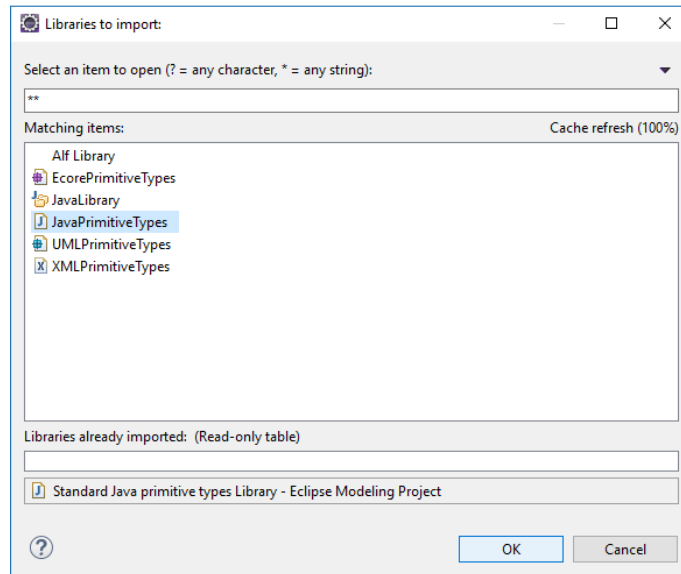 Libraries to import:
Select an item to open (? = any character, * = any string):
**
Matching items: Cache refresh (100%)
Alf Library
EcorePrimitiveTypes
JavaLibrary
JavaPrimitiveTypes
UMLPrimitiveTypes
XMLPrimitiveTypes
Libraries already imported: (Read-only table)
Standard Java primitive types Library - Eclipse Modeling Project
? OK Cancel